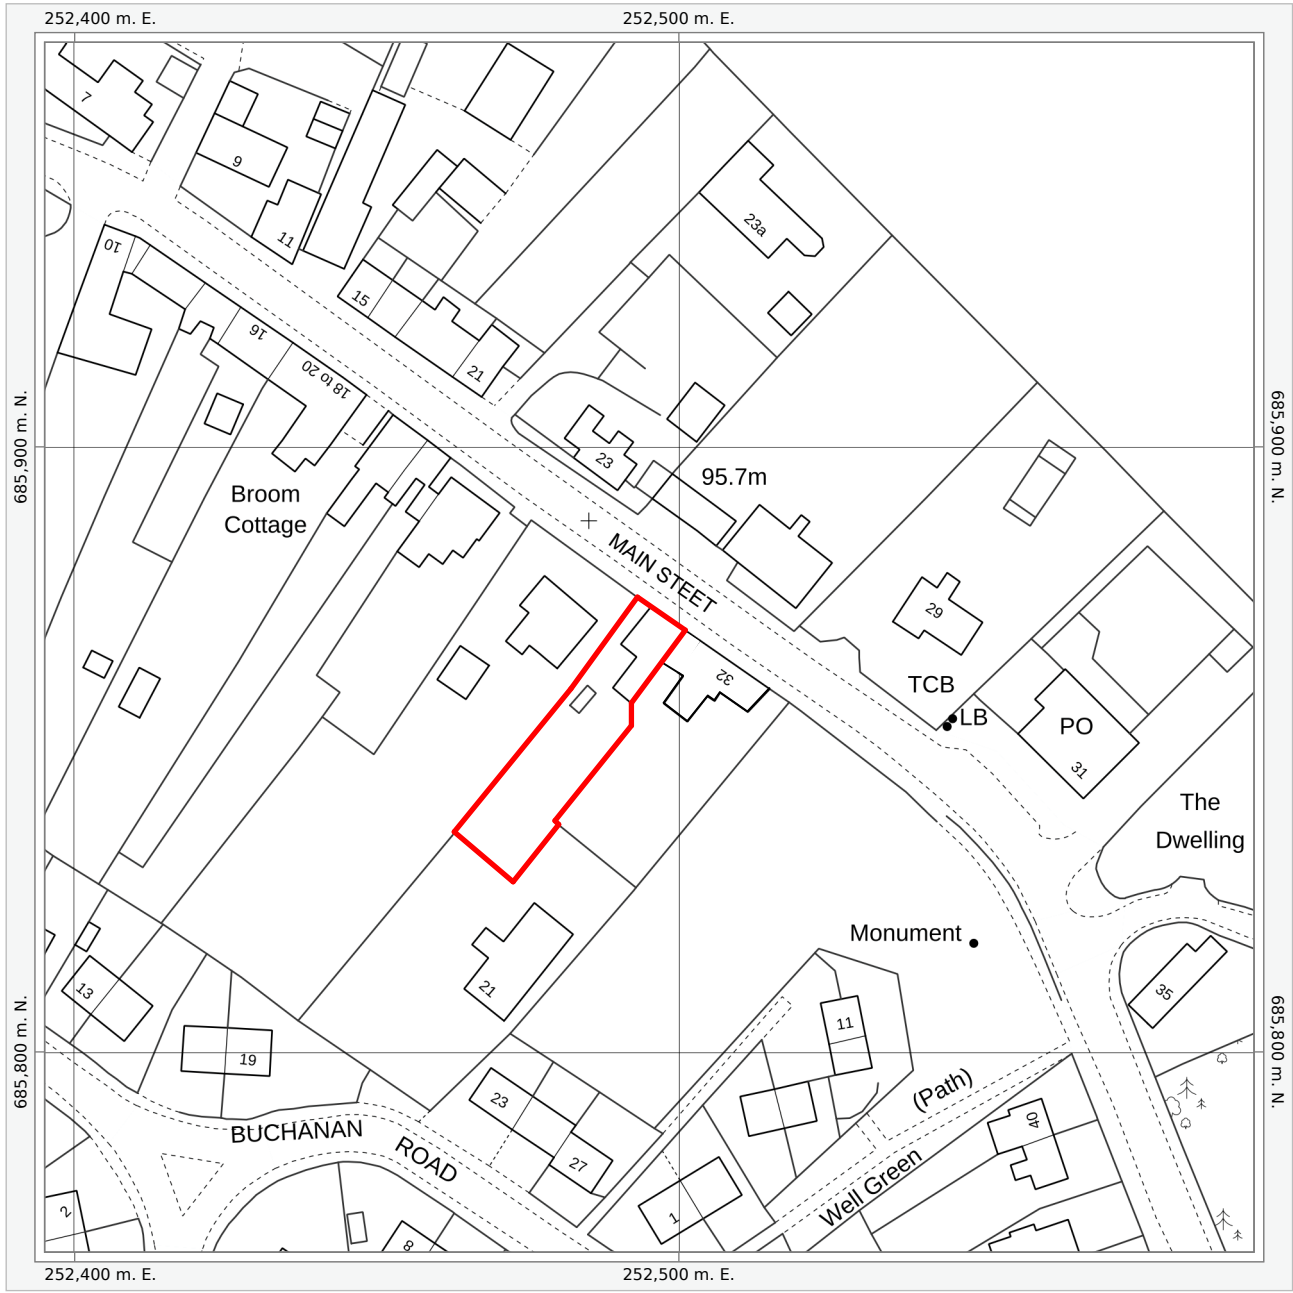 252,400 m. E.
252,500 m. E.
7
9
11
23a
10
15
16
18 to 20
21
23
685,900 m. N.
685,900 m. N.
95.7m
Broom
Cottage
MAIN STEET
29
32
TCB
LB
PO
31
The
Dwelling
Monument
21
13
35
11
19
685,800 m. N.
685,800 m. N.
23
(Path)
40
BUCHANAN
ROAD
27
Well Green
2
1
8
252,400 m. E.
252,500 m. E.